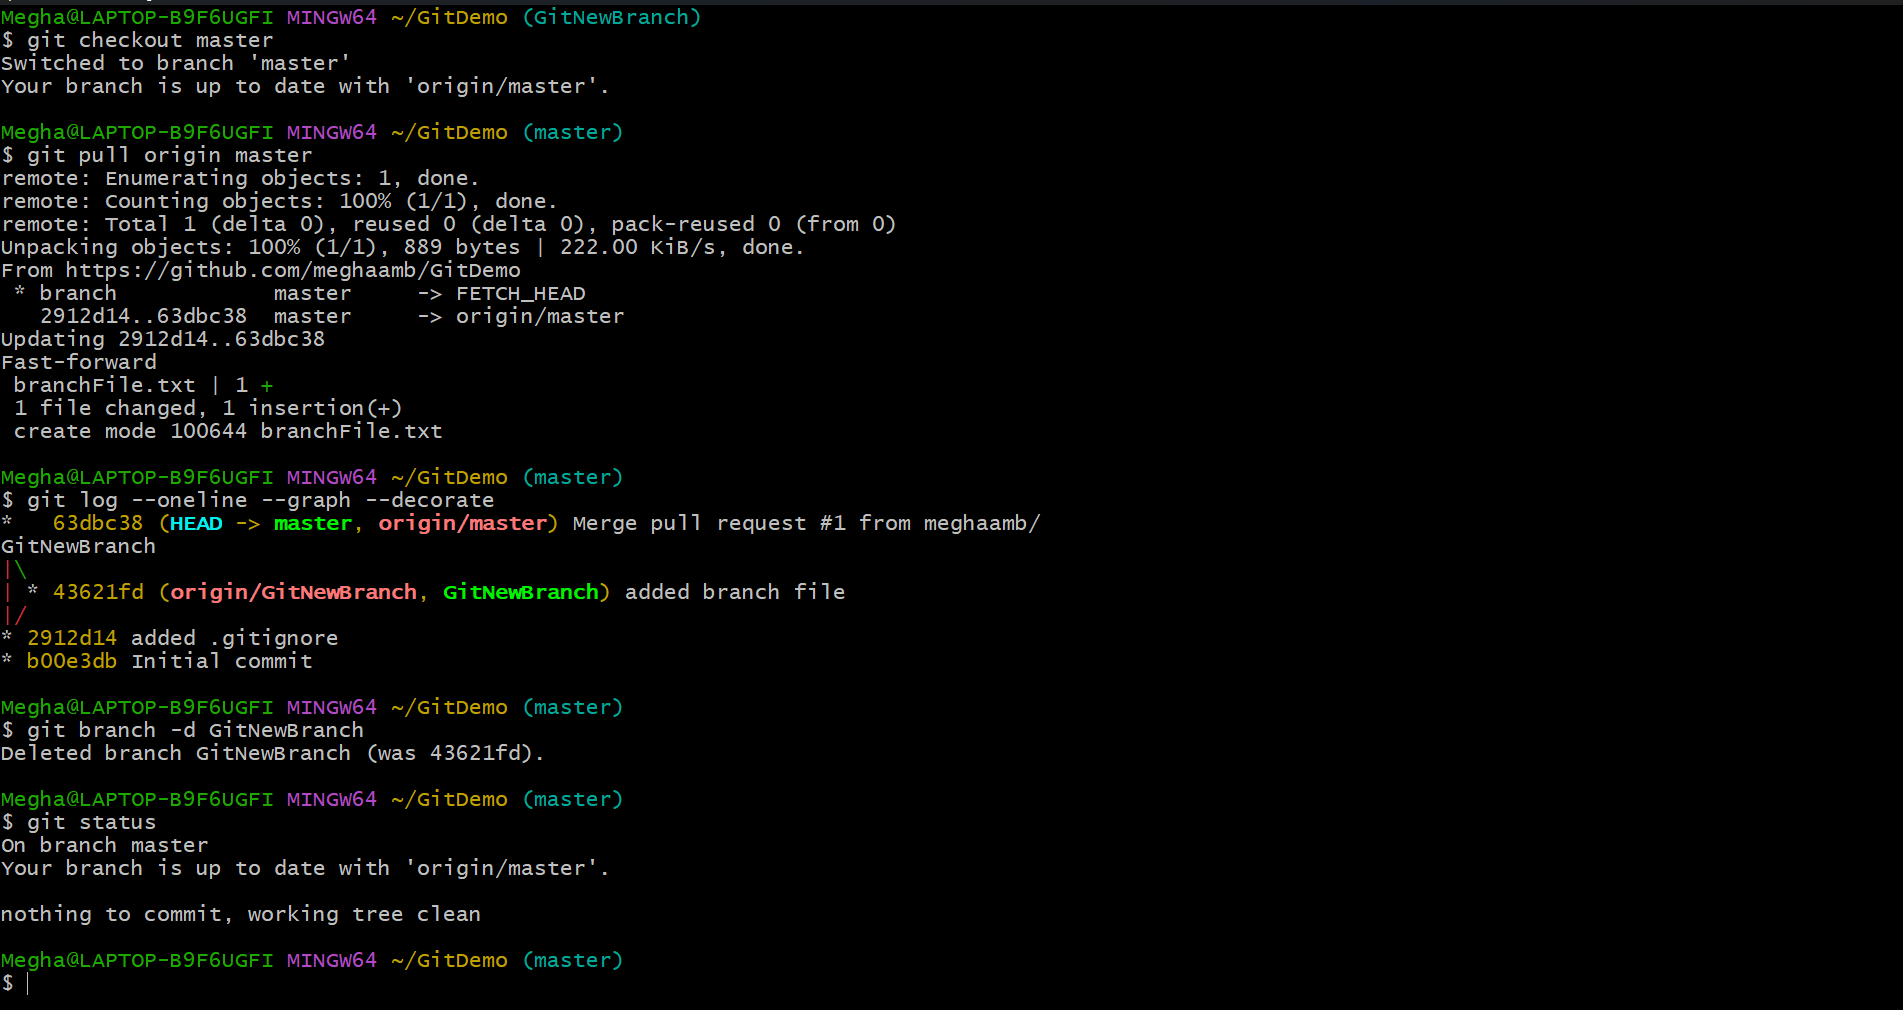 Megha@LAPTOP-B9F6UGFI MINGW64 ~/GitDemo (GitNewBranch)
$ git checkout master
Switched to branch 'master'
Your branch is up to date with 'origin/master'.
Megha@LAPTOP-B9F6UGFI MINGW64 ~/GitDemo (master)
$ git pull origin master
remote: Enumerating objects: 1, done.
remote: Counting objects: 100% (1/1), done.
remote: Total 1 (delta 0), reused 0 (delta 0), pack-reused 0 (from 0)
Unpacking objects: 100% (1/1), 889 bytes | 222.00 KiB/s, done.
From https://github.com/meghaamb/GitDemo
 * branch            master     -> FETCH_HEAD
   2912d14..63dbc38  master     -> origin/master
Updating 2912d14..63dbc38
Fast-forward
 branchFile.txt | 1 +
 1 file changed, 1 insertion(+)
 create mode 100644 branchFile.txt
Megha@LAPTOP-B9F6UGFI MINGW64 ~/GitDemo (master)
$ git log --oneline --graph --decorate
*   63dbc38 (HEAD -> master, origin/master) Merge pull request #1 from meghaamb/
GitNewBranch
|\
| * 43621fd (origin/GitNewBranch, GitNewBranch) added branch file
|/
* 2912d14 added .gitignore
* b00e3db Initial commit
Megha@LAPTOP-B9F6UGFI MINGW64 ~/GitDemo (master)
$ git branch -d GitNewBranch
Deleted branch GitNewBranch (was 43621fd).
Megha@LAPTOP-B9F6UGFI MINGW64 ~/GitDemo (master)
$ git status
On branch master
Your branch is up to date with 'origin/master'.
nothing to commit, working tree clean
Megha@LAPTOP-B9F6UGFI MINGW64 ~/GitDemo (master)
$